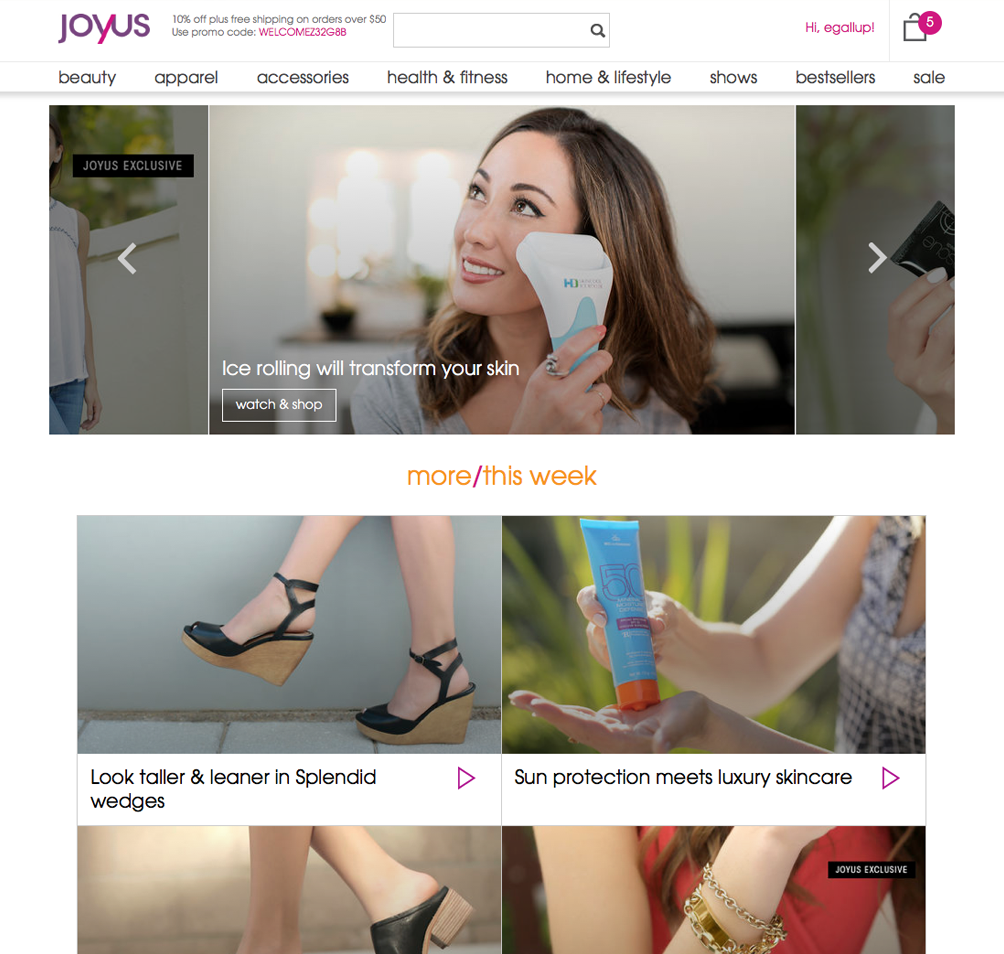 JOYUS
10% off plus free shipping on orders over $50
Use promo code: WELCOMEZ32G8B
Hi, egallup!
5
beauty apparel accessories health & fitness home & lifestyle shows bestsellers sale
JOYUS EXCLUSIVE
HD
Ice rolling will transform your skin
watch & shop
more/this week
50
Look taller & leaner in Splendid
wedges
Sun protection meets luxury skincare
JOYUS EXCLUSIVE